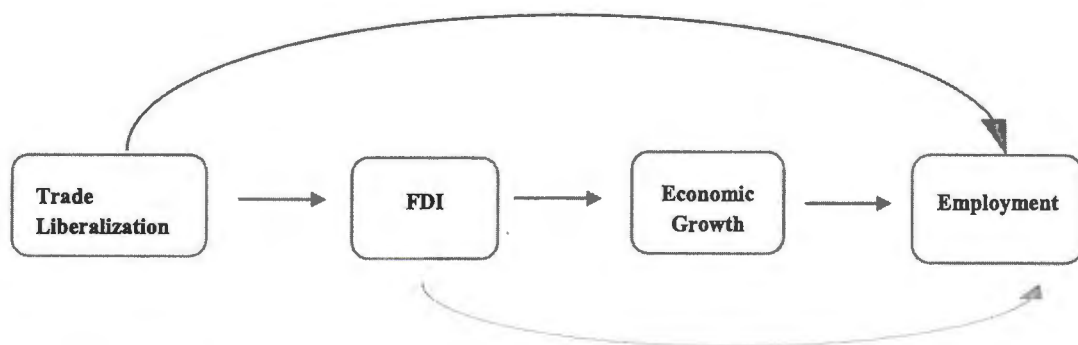 Trade
Liberalization
FDI
Economic
Growth
Employment